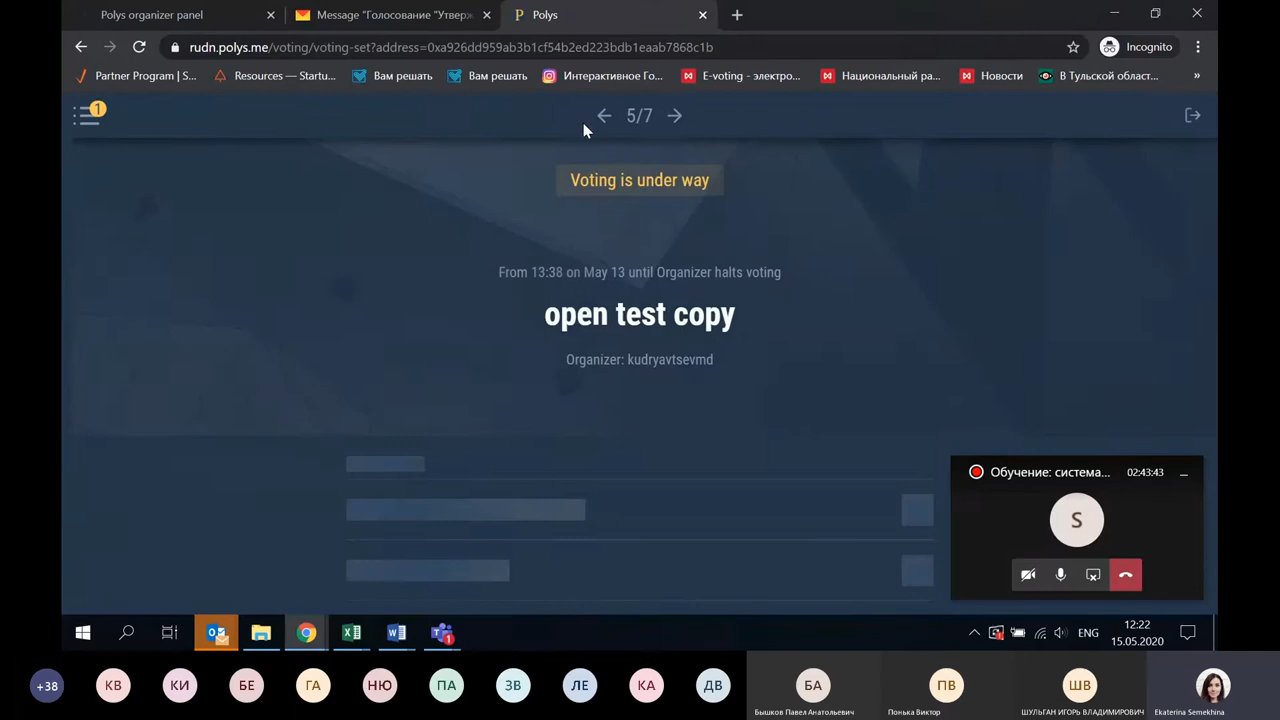 Polys organizer panel
Message "Голосование "Утверж
Polys
rudn.polys.me/voting/voting-set?address=0xa926dd959ab3b1cf54b2ed223bdb1eaab7868c1b
Incognito
Partner Program | S...
Resources — Startu...
Вам решать
Вам решать
Интерактивное Го...
E-voting - электро...
Национальный ра...
Новости
В Тульской област...
»
1
5/7
Voting is under way
From 13:38 on May 13 until Organizer halts voting
open test copy
Organizer: kudryavtsevmd
Обучение: система...
02:43:43
S
1
ENG
12:22
15.05.2020
+38
КВ
КИ
БЕ
ГА
НЮ
ПА
ЗВ
ЛЕ
КА
ДВ
БА
Бышков Павел Анатольевич
ПВ
Понька Виктор
ШВ
ШУЛЬГАН ИГОРЬ ВЛАДИМИРОВИЧ
Ekaterina Semekhina